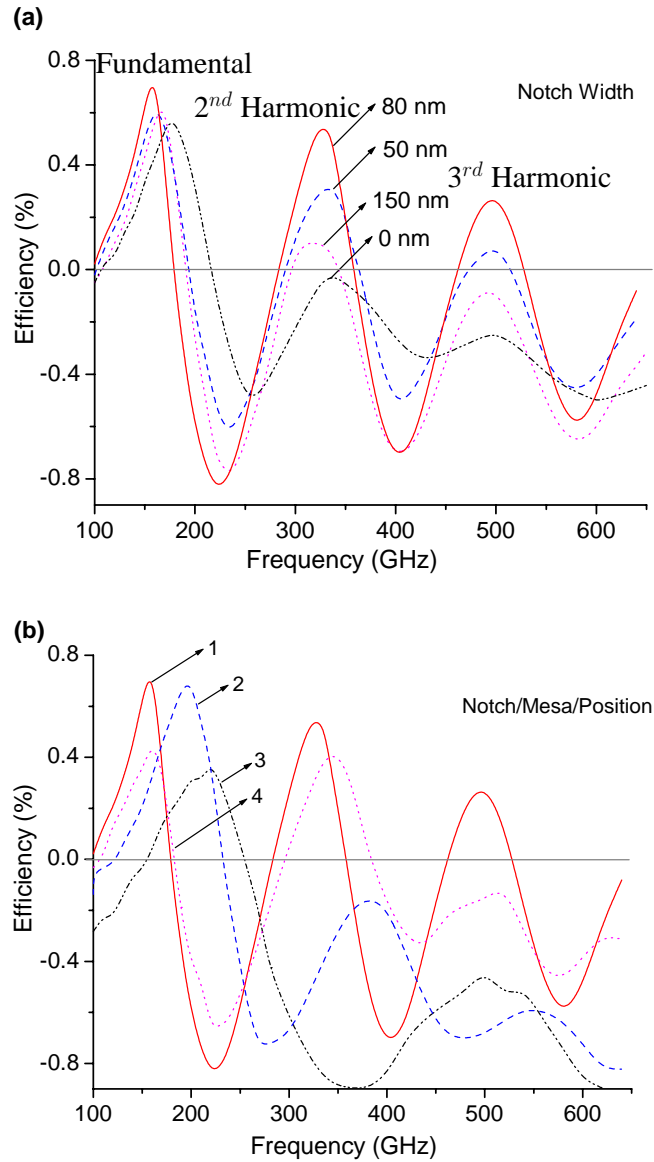 (a)
0.8
Fundamental
2nd Harmonic
80 nm
Notch Width
50 nm
3rd Harmonic
150 nm
0 nm
0.4
0.0
-0.4
-0.8
Efficiency (%)
100 200 300 400 500 600
Frequency (GHz)
(b)
0.8
1
2
Notch/Mesa/Position
3
4
0.4
0.0
-0.4
-0.8
Efficiency (%)
100 200 300 400 500 600
Frequency (GHz)